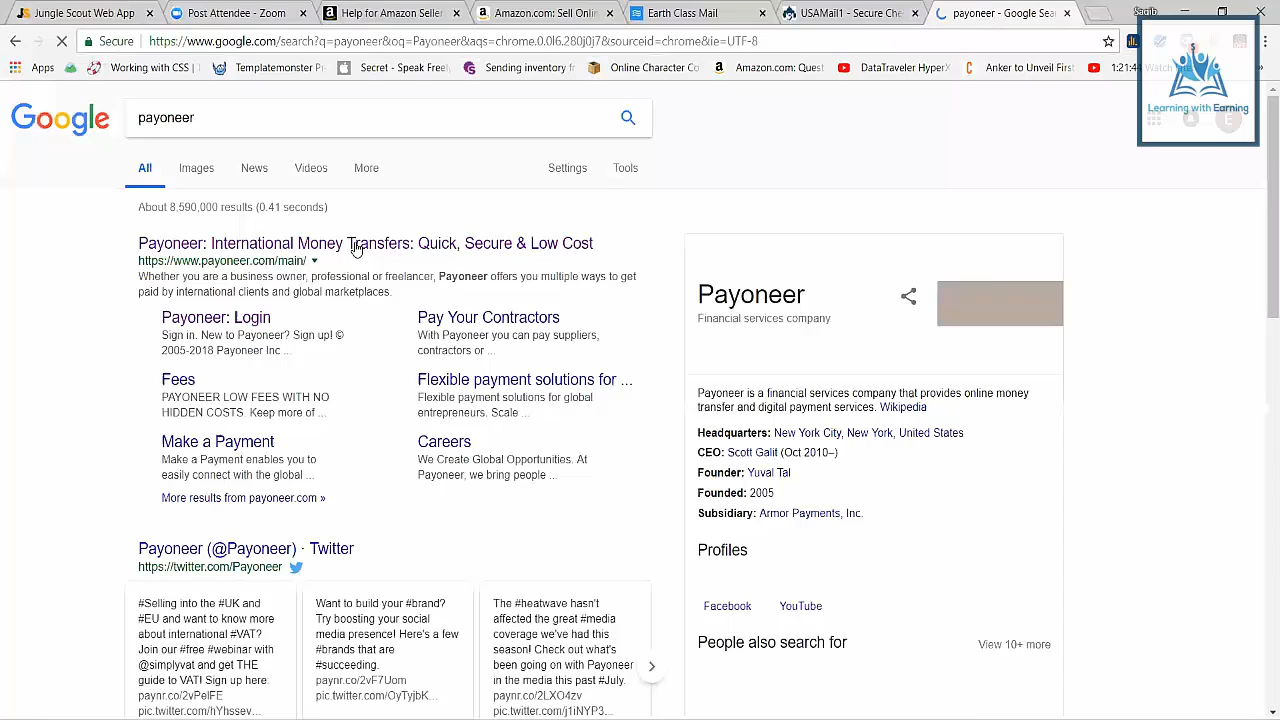 Jungle Scout Web App
Post Attendee - Zoom
Help for Amazon Sell
Amazon.com Sell Onlin
Earth Class Mail
USAMail1 - Secure Che
payoneer - Google Sea
Saqib
Secure
https://www.google.com/search?q=payoneer&oq=Payoneer&aqs=chrome.0.0l6.280j0j7&sourceid=chrome&ie=UTF-8
Apps
Working with CSS |
Templatemonster
Secret - Speak Free
Selling inventory fr
Online Character Co
Amazon.com: Quest
DataTraveler HyperX
Anker to Unveil First
1:21:44 Watch
Learning with Earning
Google
payoneer
All
Images
News
Videos
More
Settings
Tools
About 8,590,000 results (0.41 seconds)
Payoneer: International Money Transfers: Quick, Secure & Low Cost
https://www.payoneer.com/main/
Whether you are a business owner, professional or freelancer, Payoneer offers you multiple ways to get
paid by international clients and global marketplaces.
Payoneer: Login
Sign in. New to Payoneer? Sign up! ©
2005-2018 Payoneer Inc ...
Pay Your Contractors
With Payoneer you can pay suppliers,
contractors or ...
Fees
PAYONEER LOW FEES WITH NO
HIDDEN COSTS. Keep more of ...
Flexible payment solutions for ...
Flexible payment solutions for global
entrepreneurs. Scale ...
Make a Payment
Make a Payment enables you to
easily connect with the global ...
Careers
We Create Global Opportunities. At
Payoneer, we bring people ...
More results from payoneer.com »
Payoneer (@Payoneer) · Twitter
https://twitter.com/Payoneer
#Selling into the #UK and
#EU and want to know more
about international #VAT?
Join our #free #webinar with
@simplyvat and get THE
guide to VAT! Sign up here:
paynr.co/2vPelFE
pic.twitter.com/hYhssev...
Want to build your #brand?
Try boosting your social
media presence! Here's a few
#brands that are
#succeeding.
paynr.co/2vF7Uom
pic.twitter.com/OyTyjbK...
The #heatwave hasn't
affected the great #media
coverage we've had this
season! Check out what's
been going on with Payoneer
in the media this past #July.
paynr.co/2LXO4zv
pic.twitter.com/j1iNYP3...
Payoneer
Financial services company
Payoneer is a financial services company that provides online money
transfer and digital payment services. Wikipedia
Headquarters: New York City, New York, United States
CEO: Scott Galit (Oct 2010–)
Founder: Yuval Tal
Founded: 2005
Subsidiary: Armor Payments, Inc.
Profiles
Facebook
YouTube
People also search for
View 10+ more